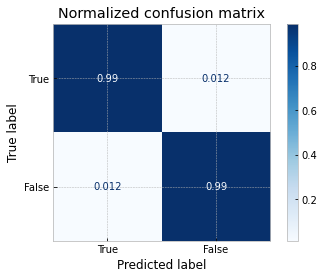 Normalized confusion matrix
True label
True
0.99
0.012
False
0.012
0.99
True
False
Predicted label
0.8
0.6
0.4
0.2